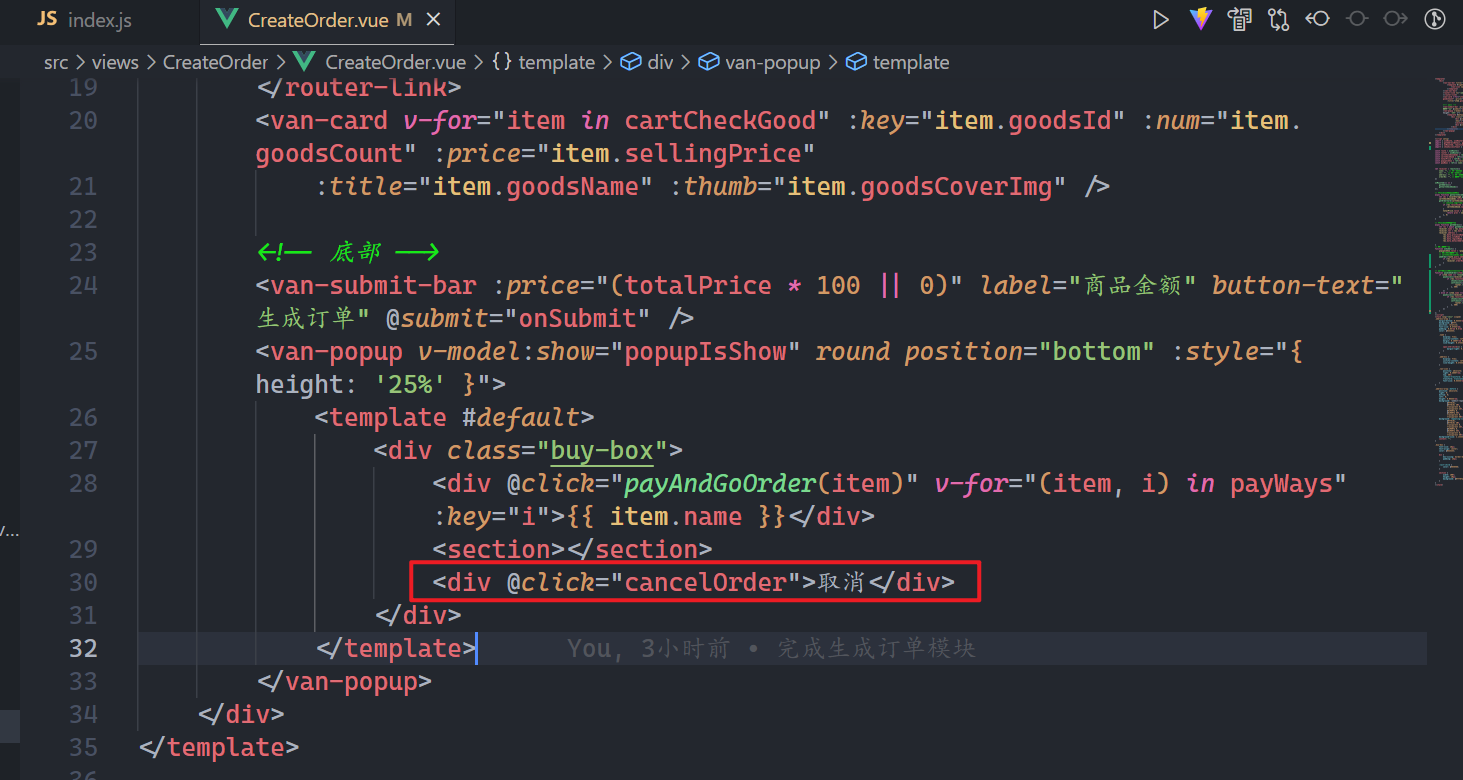 JS index.js
CreateOrder.vue M
src > views > CreateOrder > CreateOrder.vue > {} template > div > van-popup > template
19 </router-link>
20 <van-card v-for="item in cartCheckGood" :key="item.goodsId" :num="item.
goodsCount" :price="item.sellingPrice"
21 :title="item.goodsName" :thumb="item.goodsCoverImg" />
22
23 <!-- 底部 -->
24 <van-submit-bar :price="(totalPrice * 100 || 0)" label="商品金额" button-text="
生成订单" @submit="onSubmit" />
25 <van-popup v-model:show="popupIsShow" round position="bottom" :style="{
height: '25%' }">
26 <template #default>
27 <div class="buy-box">
28 <div @click="payAndGoOrder(item)" v-for="(item, i) in payWays"
:key="i">{{ item.name }}</div>
29 <section></section>
30 <div @click="cancelOrder">取消</div>
31 </div>
32 </template> You, 3小时前 • 完成生成订单模块
33 </van-popup>
34 </div>
35 </template>
36